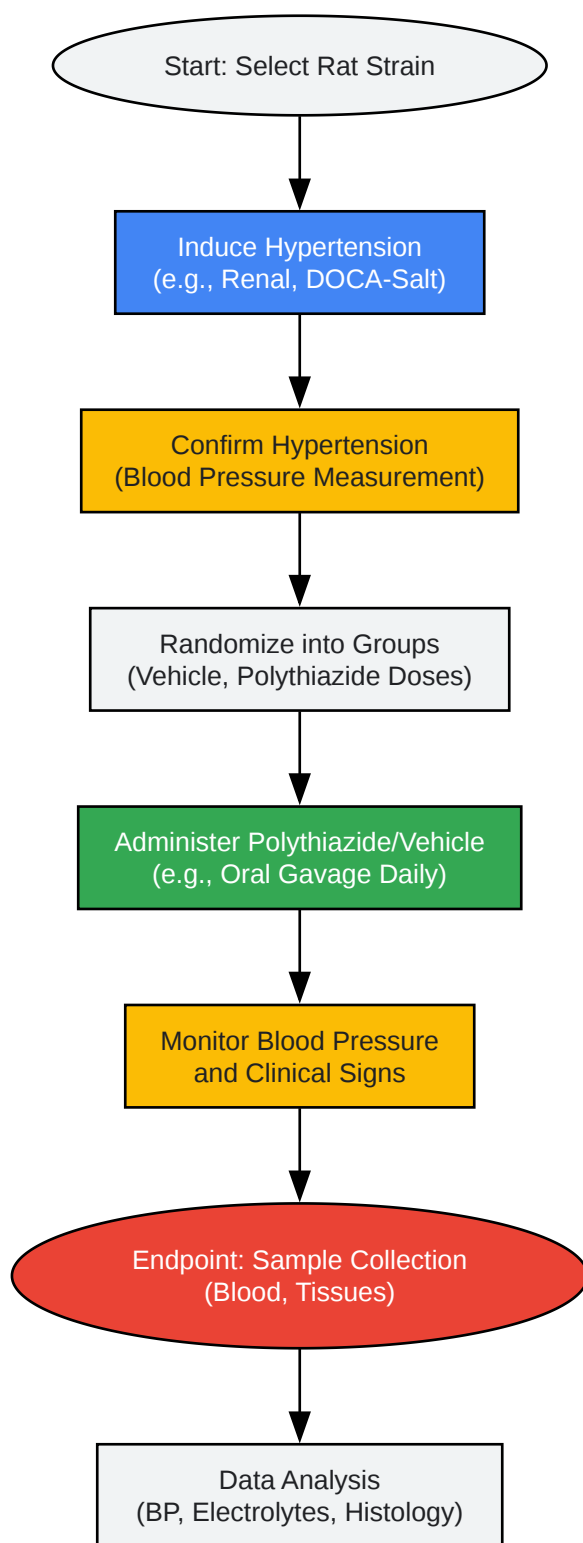 Start: Select Rat Strain
Induce Hypertension
(e.g., Renal, DOCA-Salt)
Confirm Hypertension
(Blood Pressure Measurement)
Randomize into Groups
(Vehicle, Polythiazide Doses)
Administer Polythiazide/Vehicle
(e.g., Oral Gavage Daily)
Monitor Blood Pressure
and Clinical Signs
Endpoint: Sample Collection
(Blood, Tissues)
Data Analysis
(BP, Electrolytes, Histology)